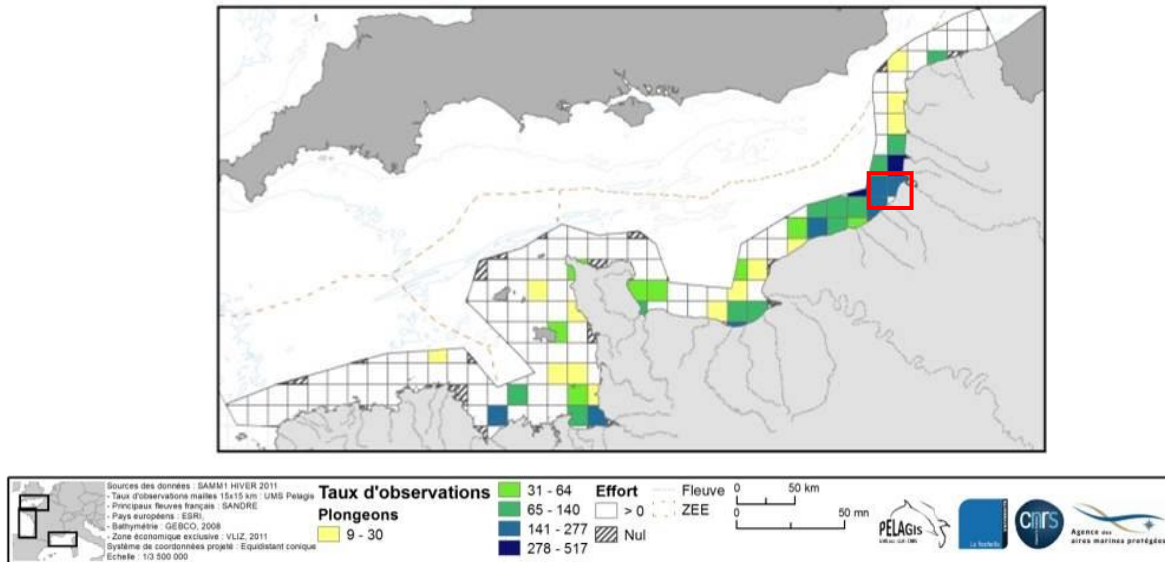 Sources des données : SAMM1 HIVER 2011
- Taux d'observations mailles 15x15 km : UMS Pelagis
- Principaux fleuves français : SANDRE
- Pays européens : ESRI,
- Bathymétrie : GEBCO, 2008
- Zone économique exclusive : VLIZ, 2011
Système de coordonnées projeté : Equidistant conique
Echelle : 1/3 500 000
Taux d'observations
Plongeons
9 - 30
31 - 64
65 - 140
141 - 277
278 - 517
Effort
> 0
Nul
Fleuve
ZEE
0 50 km
0 50 mn
PELAGIS
La Rochelle
cnrs
Agence des
aires marines protégées